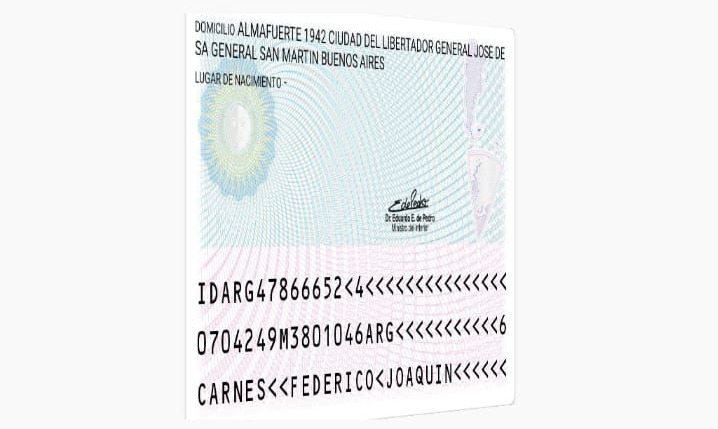 DOMICILIO ALMAFUERTE 1942 CIUDAD DEL LIBERTADOR GENERAL JOSE DE
SA GENERAL SAN MARTIN BUENOS AIRES
LUGAR DE NACIMIENTO -
Dr. Eduardo E. de Pedro
Ministro del Interior
IDARG47866652<4<<<<<<<<<<<<<<<
0704249M3801046ARG<<<<<<<<<<<6
CARNES<<FEDERICO<JOAQUIN<<<<<<